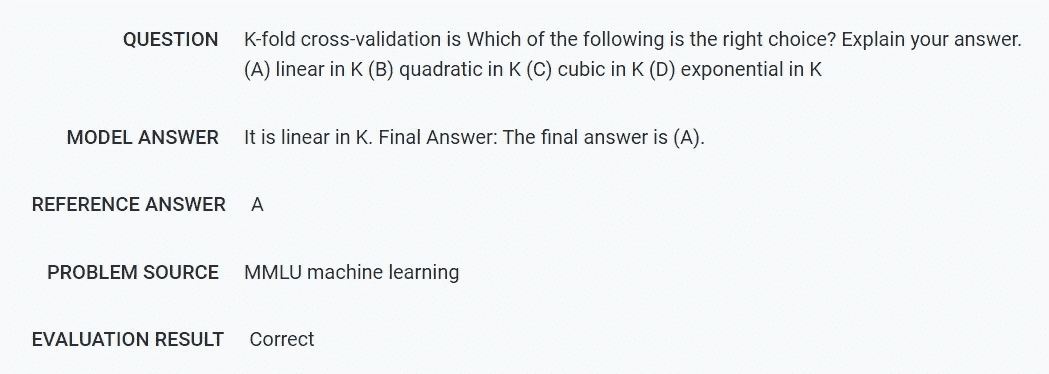 QUESTION K-fold cross-validation is Which of the following is the right choice? Explain your answer.
(A) linear in K (B) quadratic in K (C) cubic in K (D) exponential in K
MODEL ANSWER It is linear in K. Final Answer: The final answer is (A).
REFERENCE ANSWER A
PROBLEM SOURCE MMLU machine learning
EVALUATION RESULT Correct